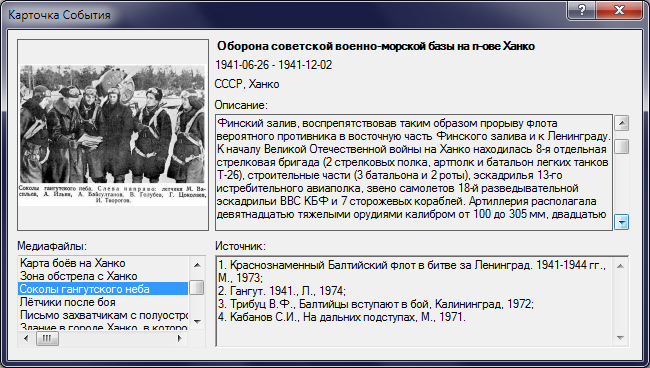 Карточка События
Оборона советской военно-морской базы на п-ове Ханко
1941-06-26 - 1941-12-02
СССР, Ханко
Описание:
Финский залив, воспрепятствовав таким образом прорыву флота
вероятного противника в восточную часть Финского залива и к Ленинграду.
К началу Великой Отечественной войны на Ханко находилась 8-я отдельная
стрелковая бригада (2 стрелковых полка, артполк и батальон легких танков
Т-26), строительные части (3 батальона и 2 роты), эскадрилья 13-го
истребительного авиаполка, звено самолетов 18-й разведывательной
эскадрильи ВВС КБФ и 7 сторожевых кораблей. Артиллерия располагала
девятнадцатью тяжелыми орудиями калибром от 100 до 305 мм, двадцатью
Соколы гангутского неба. Слева направо: летчики М. Ва-
сильев, А. Ильин, А. Байсултанов, В. Голубев, Г. Цоколаев,
И. Творогов.
Медиафайлы:
Карта боёв на Ханко
Зона обстрела с Ханко
Соколы гангутского неба
Лётчики после боя
Письмо захватчикам с полуостро
Здание в городе Ханко, в которо
Источник:
1. Краснознаменный Балтийский флот в битве за Ленинград. 1941-1944 гг.,
М., 1973;
2. Гангут. 1941., Л., 1974;
3. Трибуц В.Ф., Балтийцы вступают в бой, Калининград, 1972;
4. Кабанов С.И., На дальних подступах, М., 1971.